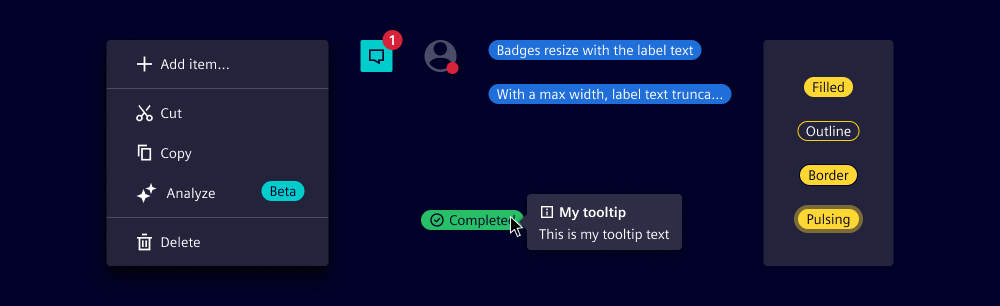 Add item...
Cut
Copy
Analyze
Beta
Delete
1
Badges resize with the label text
With a max width, label text trunca...
Completed
My tooltip
This is my tooltip text
Filled
Outline
Border
Pulsing